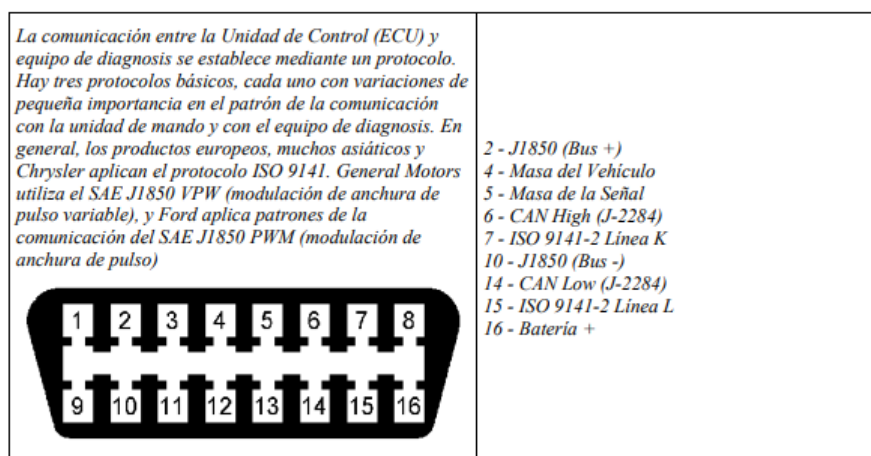 La comunicación entre la Unidad de Control (ECU) y
equipo de diagnosis se establece mediante un protocolo.
Hay tres protocolos básicos, cada uno con variaciones de
pequeña importancia en el patrón de la comunicación
con la unidad de mando y con el equipo de diagnosis. En
general, los productos europeos, muchos asiáticos y
Chrysler aplican el protocolo ISO 9141. General Motors
utiliza el SAE J1850 VPW (modulación de anchura de
pulso variable), y Ford aplica patrones de la
comunicación del SAE J1850 PWM (modulación de
anchura de pulso)
1 2 3 4 5 6 7 8
9 10 11 12 13 14 15 16
2 - J1850 (Bus +)
4 - Masa del Vehículo
5 - Masa de la Señal
6 - CAN High (J-2284)
7 - ISO 9141-2 Línea K
10 - J1850 (Bus -)
14 - CAN Low (J-2284)
15 - ISO 9141-2 Línea L
16 - Batería +